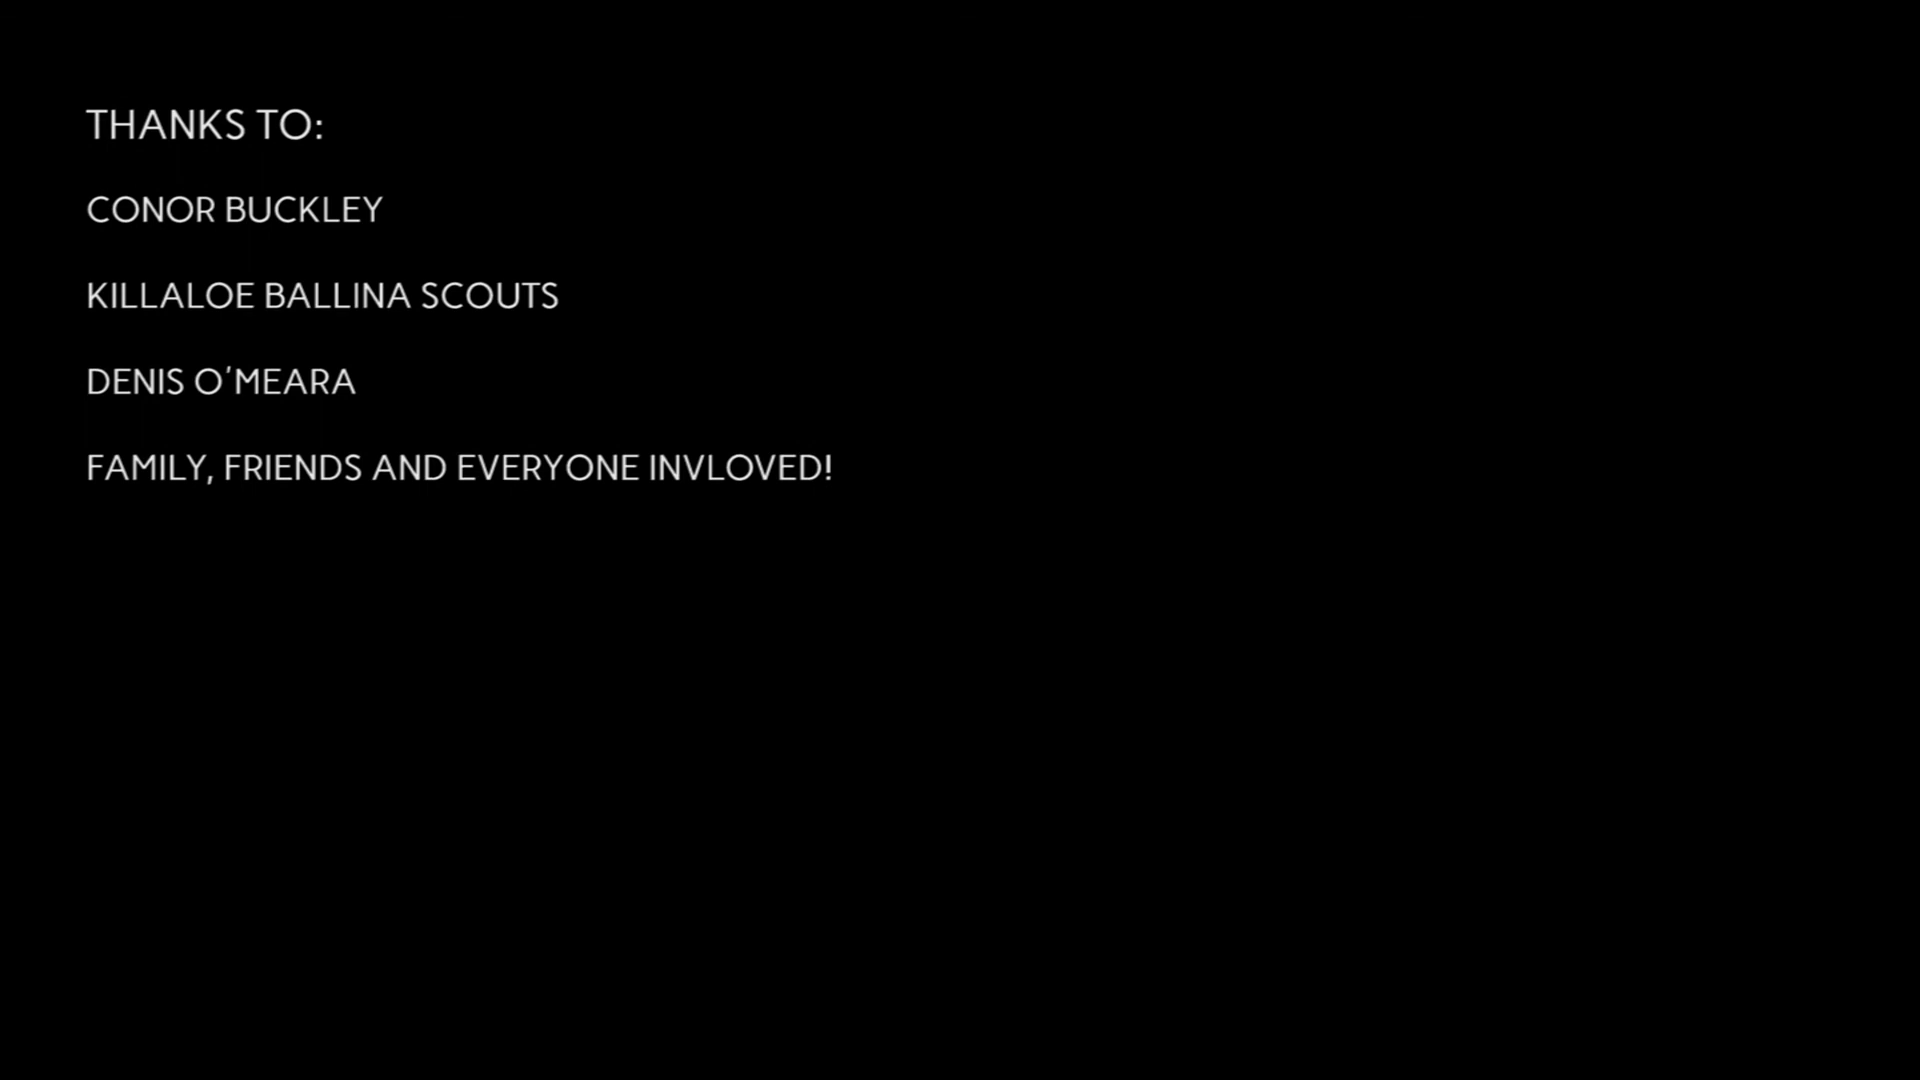 THANKS TO:
CONOR BUCKLEY
KILLALOE BALLINA SCOUTS
DENIS O'MEARA
FAMILY, FRIENDS AND EVERYONE INVLOVED!